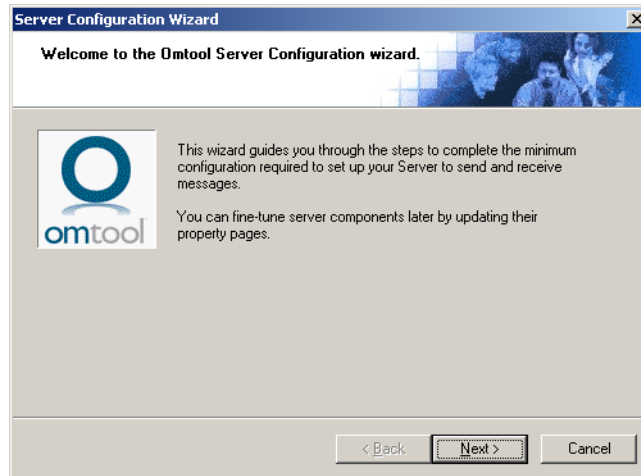 Server Configuration Wizard
Welcome to the Omtool Server Configuration wizard.
omtool
This wizard guides you through the steps to complete the minimum
configuration required to set up your Server to send and receive
messages.
You can fine-tune server components later by updating their
property pages.
< Back
Next >
Cancel